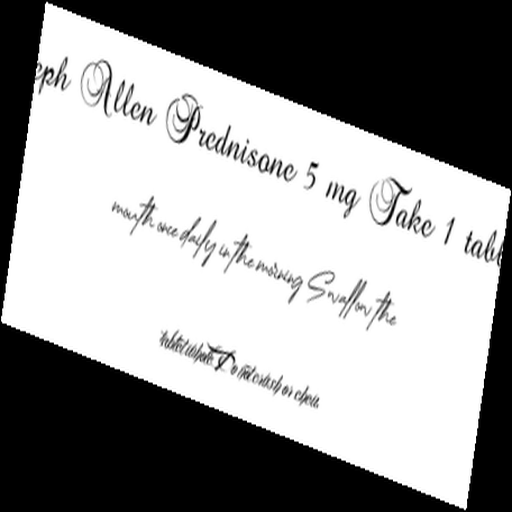 eph Allen Prednisone 5 mg Take 1 tabl
mouth once daily in the morning Swallow the
tablet whole. Do not crush or chew.